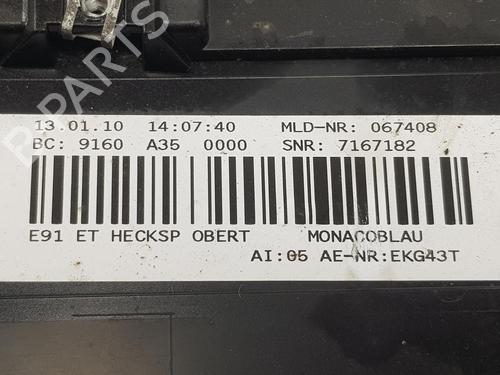 13.01.10 14:07:40 MLD-NR: 067408
BC: 9160 A35 0000 SNR: 7167182
E91 ET HECKSP OBERT MONACOBLAU
AI:05 AE-NR:EKG43T
B-PARTS